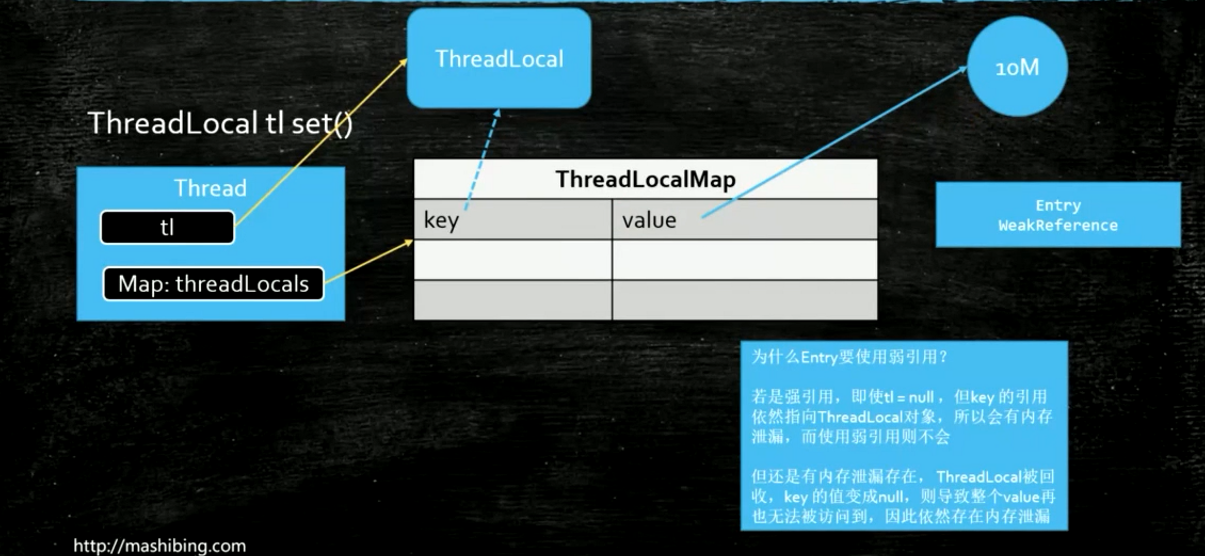 ThreadLocal
10M
ThreadLocal tl set()
Thread
tl
Map: threadLocals
ThreadLocalMap
key
value
Entry
WeakReference
为什么Entry要使用弱引用？
若是强引用，即使tl = null，但key 的引用
依然指向ThreadLocal对象，所以会有内存
泄漏，而使用弱引用则不会
但还是有内存泄漏存在， ThreadLocal被回
收，key 的值变成null，则导致整个value再
也无法被访问到，因此依然存在内存泄漏
http://mashibing.com